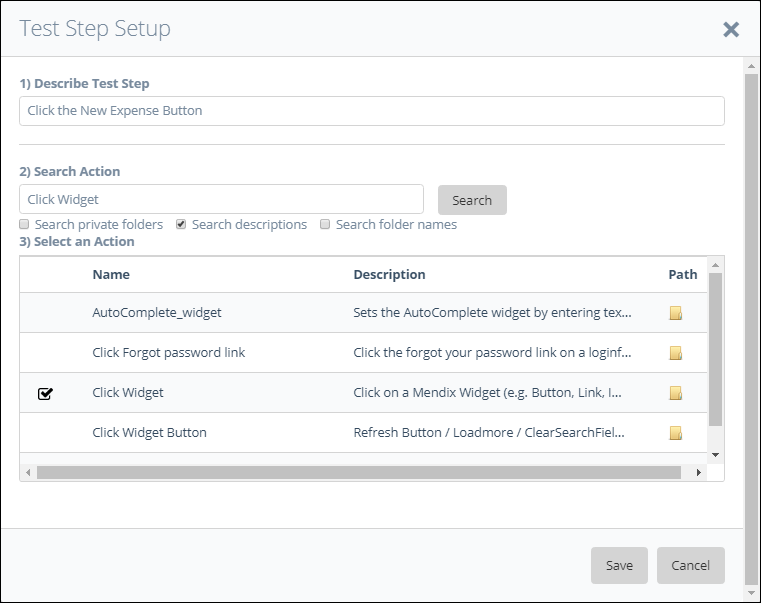 Test Step Setup
1) Describe Test Step
Click the New Expense Button
2) Search Action
Click Widget Search
Search private folders Search descriptions Search folder names
3) Select an Action
Name Description Path
AutoComplete_widget Sets the AutoComplete widget by entering tex...
Click Forgot password link Click the forgot your password link on a loginf...
Click Widget Click on a Mendix Widget (e.g. Button, Link, I...
Click Widget Button Refresh Button / Loadmore / ClearSearchFiel...
Save Cancel